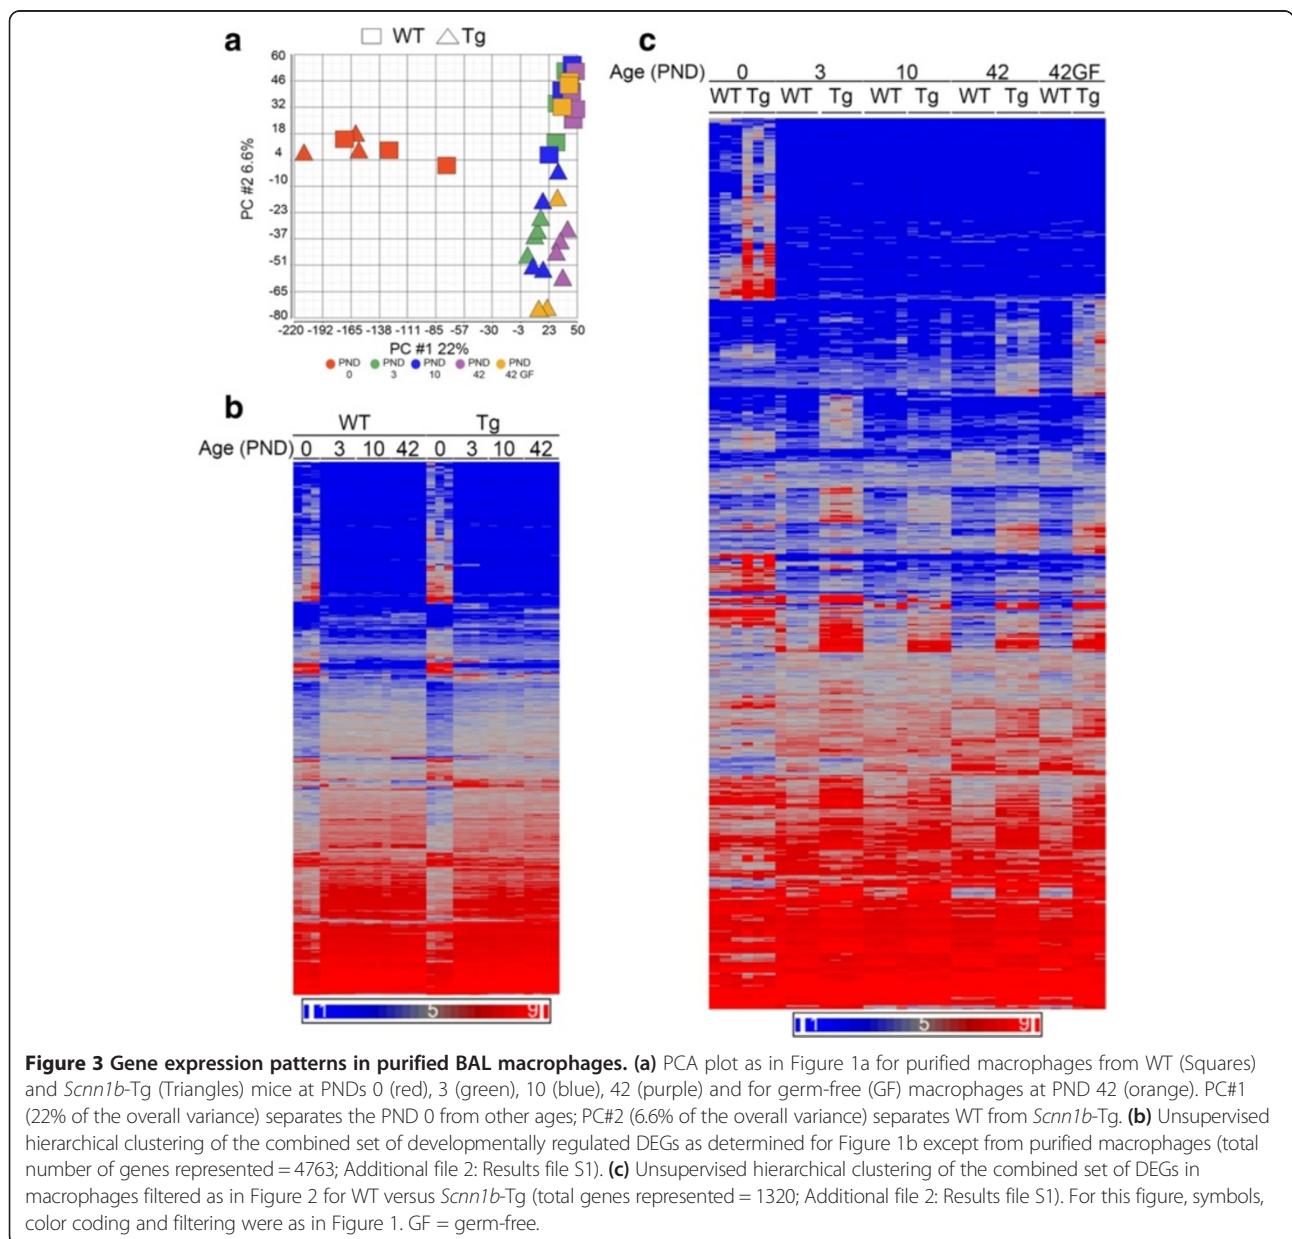 a
WT Tg
60
46
32
18
4
-10
-23
-37
-51
-65
-80
PC #2 6.6%
-220 -192 -165 -138 -111 -85 -57 -30 -3 23 50
PC #1 22%
PND 0 PND 3 PND 10 PND 42 PND 42 GF
b
WT Tg
Age (PND) 0 3 10 42 0 3 10 42
1 5 9
c
Age (PND) 0 3 10 42 42GF
WT Tg WT Tg WT Tg WT Tg WT Tg
1 5 9
Figure 3 Gene expression patterns in purified BAL macrophages. (a) PCA plot as in Figure 1a for purified macrophages from WT (Squares)
and Scnn1b-Tg (Triangles) mice at PNDs 0 (red), 3 (green), 10 (blue), 42 (purple) and for germ-free (GF) macrophages at PND 42 (orange). PC#1
(22% of the overall variance) separates the PND 0 from other ages; PC#2 (6.6% of the overall variance) separates WT from Scnn1b-Tg. (b) Unsupervised
hierarchical clustering of the combined set of developmentally regulated DEGs as determined for Figure 1b except from purified macrophages (total
number of genes represented = 4763; Additional file 2: Results file S1). (c) Unsupervised hierarchical clustering of the combined set of DEGs in
macrophages filtered as in Figure 2 for WT versus Scnn1b-Tg (total genes represented = 1320; Additional file 2: Results file S1). For this figure, symbols,
color coding and filtering were as in Figure 1. GF = germ-free.